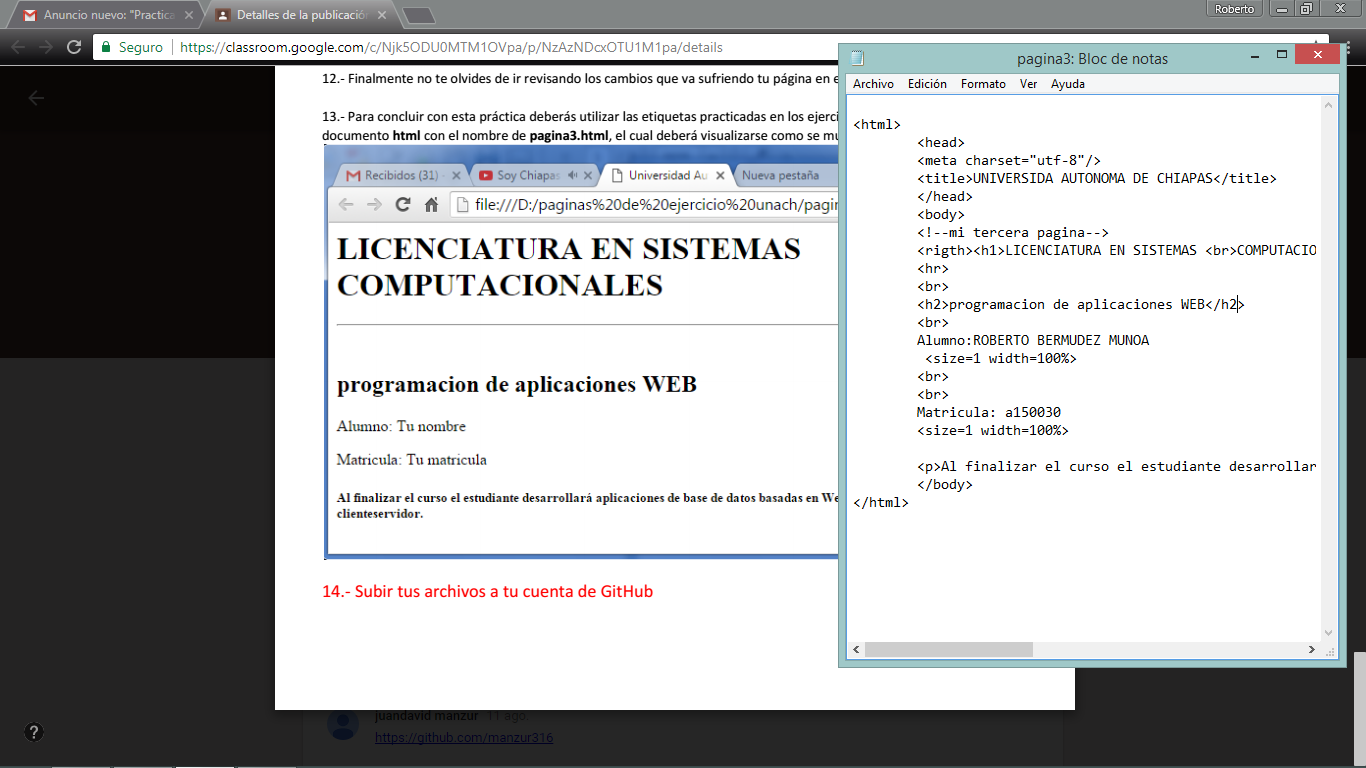 Anuncio nuevo: "Practica
Detalles de la publicación
Roberto
Seguro
https://classroom.google.com/c/Njk5ODU0MTM1OVpa/p/NzAzNDcxOTU1M1pa/details
12.- Finalmente no te olvides de ir revisando los cambios que va sufriendo tu página en e
13.- Para concluir con esta práctica deberás utilizar las etiquetas practicadas en los ejerci
documento html con el nombre de pagina3.html, el cual deberá visualizarse como se mu
Recibidos (31) -
Soy Chiapas
Universidad Au
Nueva pestaña
file:///D:/paginas%20de%20ejercicio%20unach/pagin
LICENCIATURA EN SISTEMAS
COMPUTACIONALES
programacion de aplicaciones WEB
Alumno: Tu nombre
Matricula: Tu matricula
Al finalizar el curso el estudiante desarrollará aplicaciones de base de datos basadas en We
clienteservidor.
14.- Subir tus archivos a tu cuenta de GitHub
juandavid manzur 11 ago.
https://github.com/manzur316
?
pagina3: Bloc de notas
Archivo Edición Formato Ver Ayuda
<html>
<head>
<meta charset="utf-8"/>
<title>UNIVERSIDA AUTONOMA DE CHIAPAS</title>
</head>
<body>
<!--mi tercera pagina-->
<rigth><h1>LICENCIATURA EN SISTEMAS <br>COMPUTACIO
<hr>
<br>
<h2>programacion de aplicaciones WEB</h2>
<br>
Alumno:ROBERTO BERMUDEZ MUNOA
<size=1 width=100%>
<br>
<br>
Matricula: a150030
<size=1 width=100%>
<p>Al finalizar el curso el estudiante desarrollar
</body>
</html>